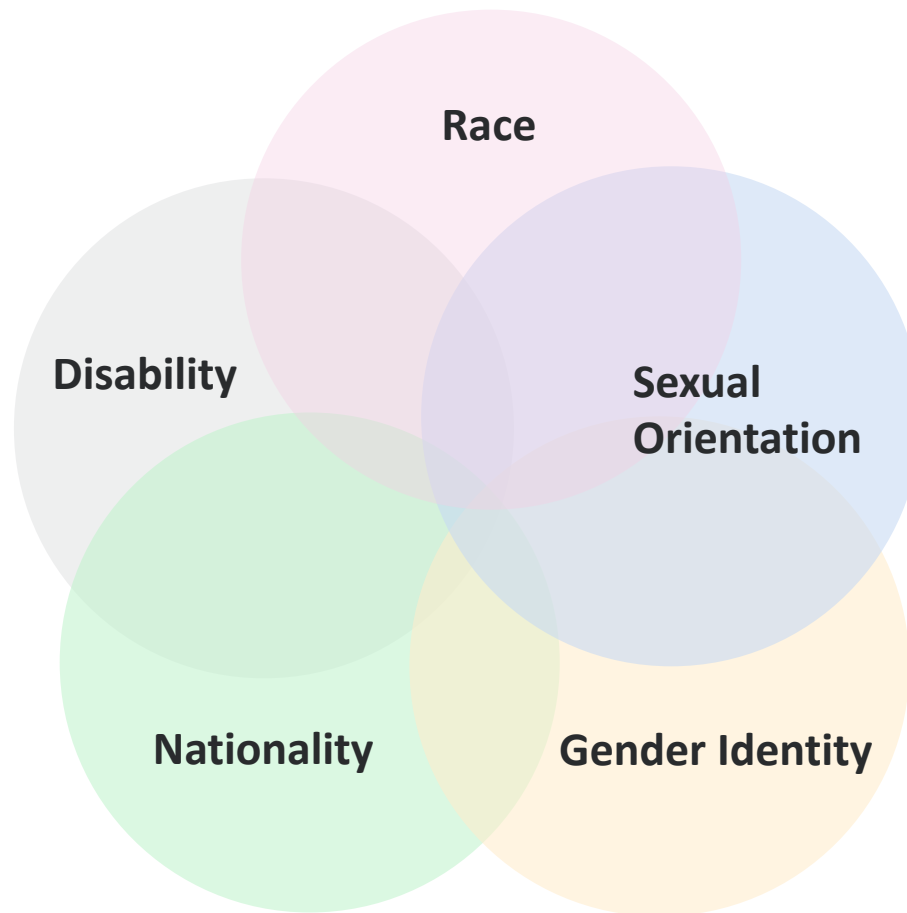 Race
Disability
Sexual
Orientation
Nationality
Gender Identity